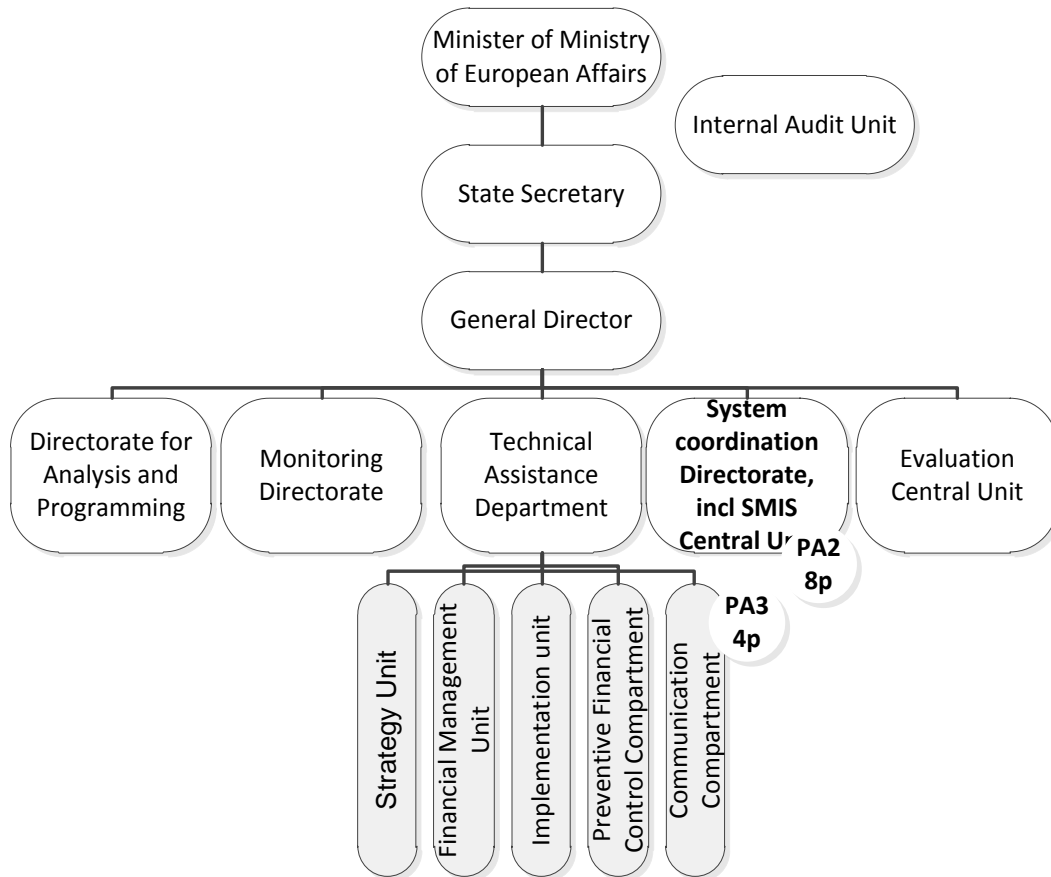 Minister of Ministry
of European Affairs
Internal Audit Unit
State Secretary
General Director
Directorate for
Analysis and
Programming
Monitoring
Directorate
Technical
Assistance
Department
System
coordination
Directorate,
incl SMIS
Central
PA2
8p
Evaluation
Central Unit
Strategy Unit
Financial Management
Unit
Implementation unit
Preventive Financial
Control Compartment
Communication
Compartment
PA3
4p